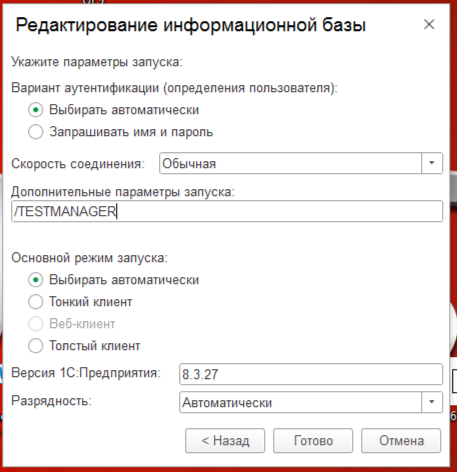 Редактирование информационной базы
Укажите параметры запуска:
Вариант аутентификации (определения пользователя):
Выбирать автоматически
Запрашивать имя и пароль
Скорость соединения: Обычная
Дополнительные параметры запуска:
/TESTMANAGER
Основной режим запуска:
Выбирать автоматически
Тонкий клиент
Веб-клиент
Толстый клиент
Версия 1С:Предприятия: 8.3.27
Разрядность: Автоматически
< Назад Готово Отмена